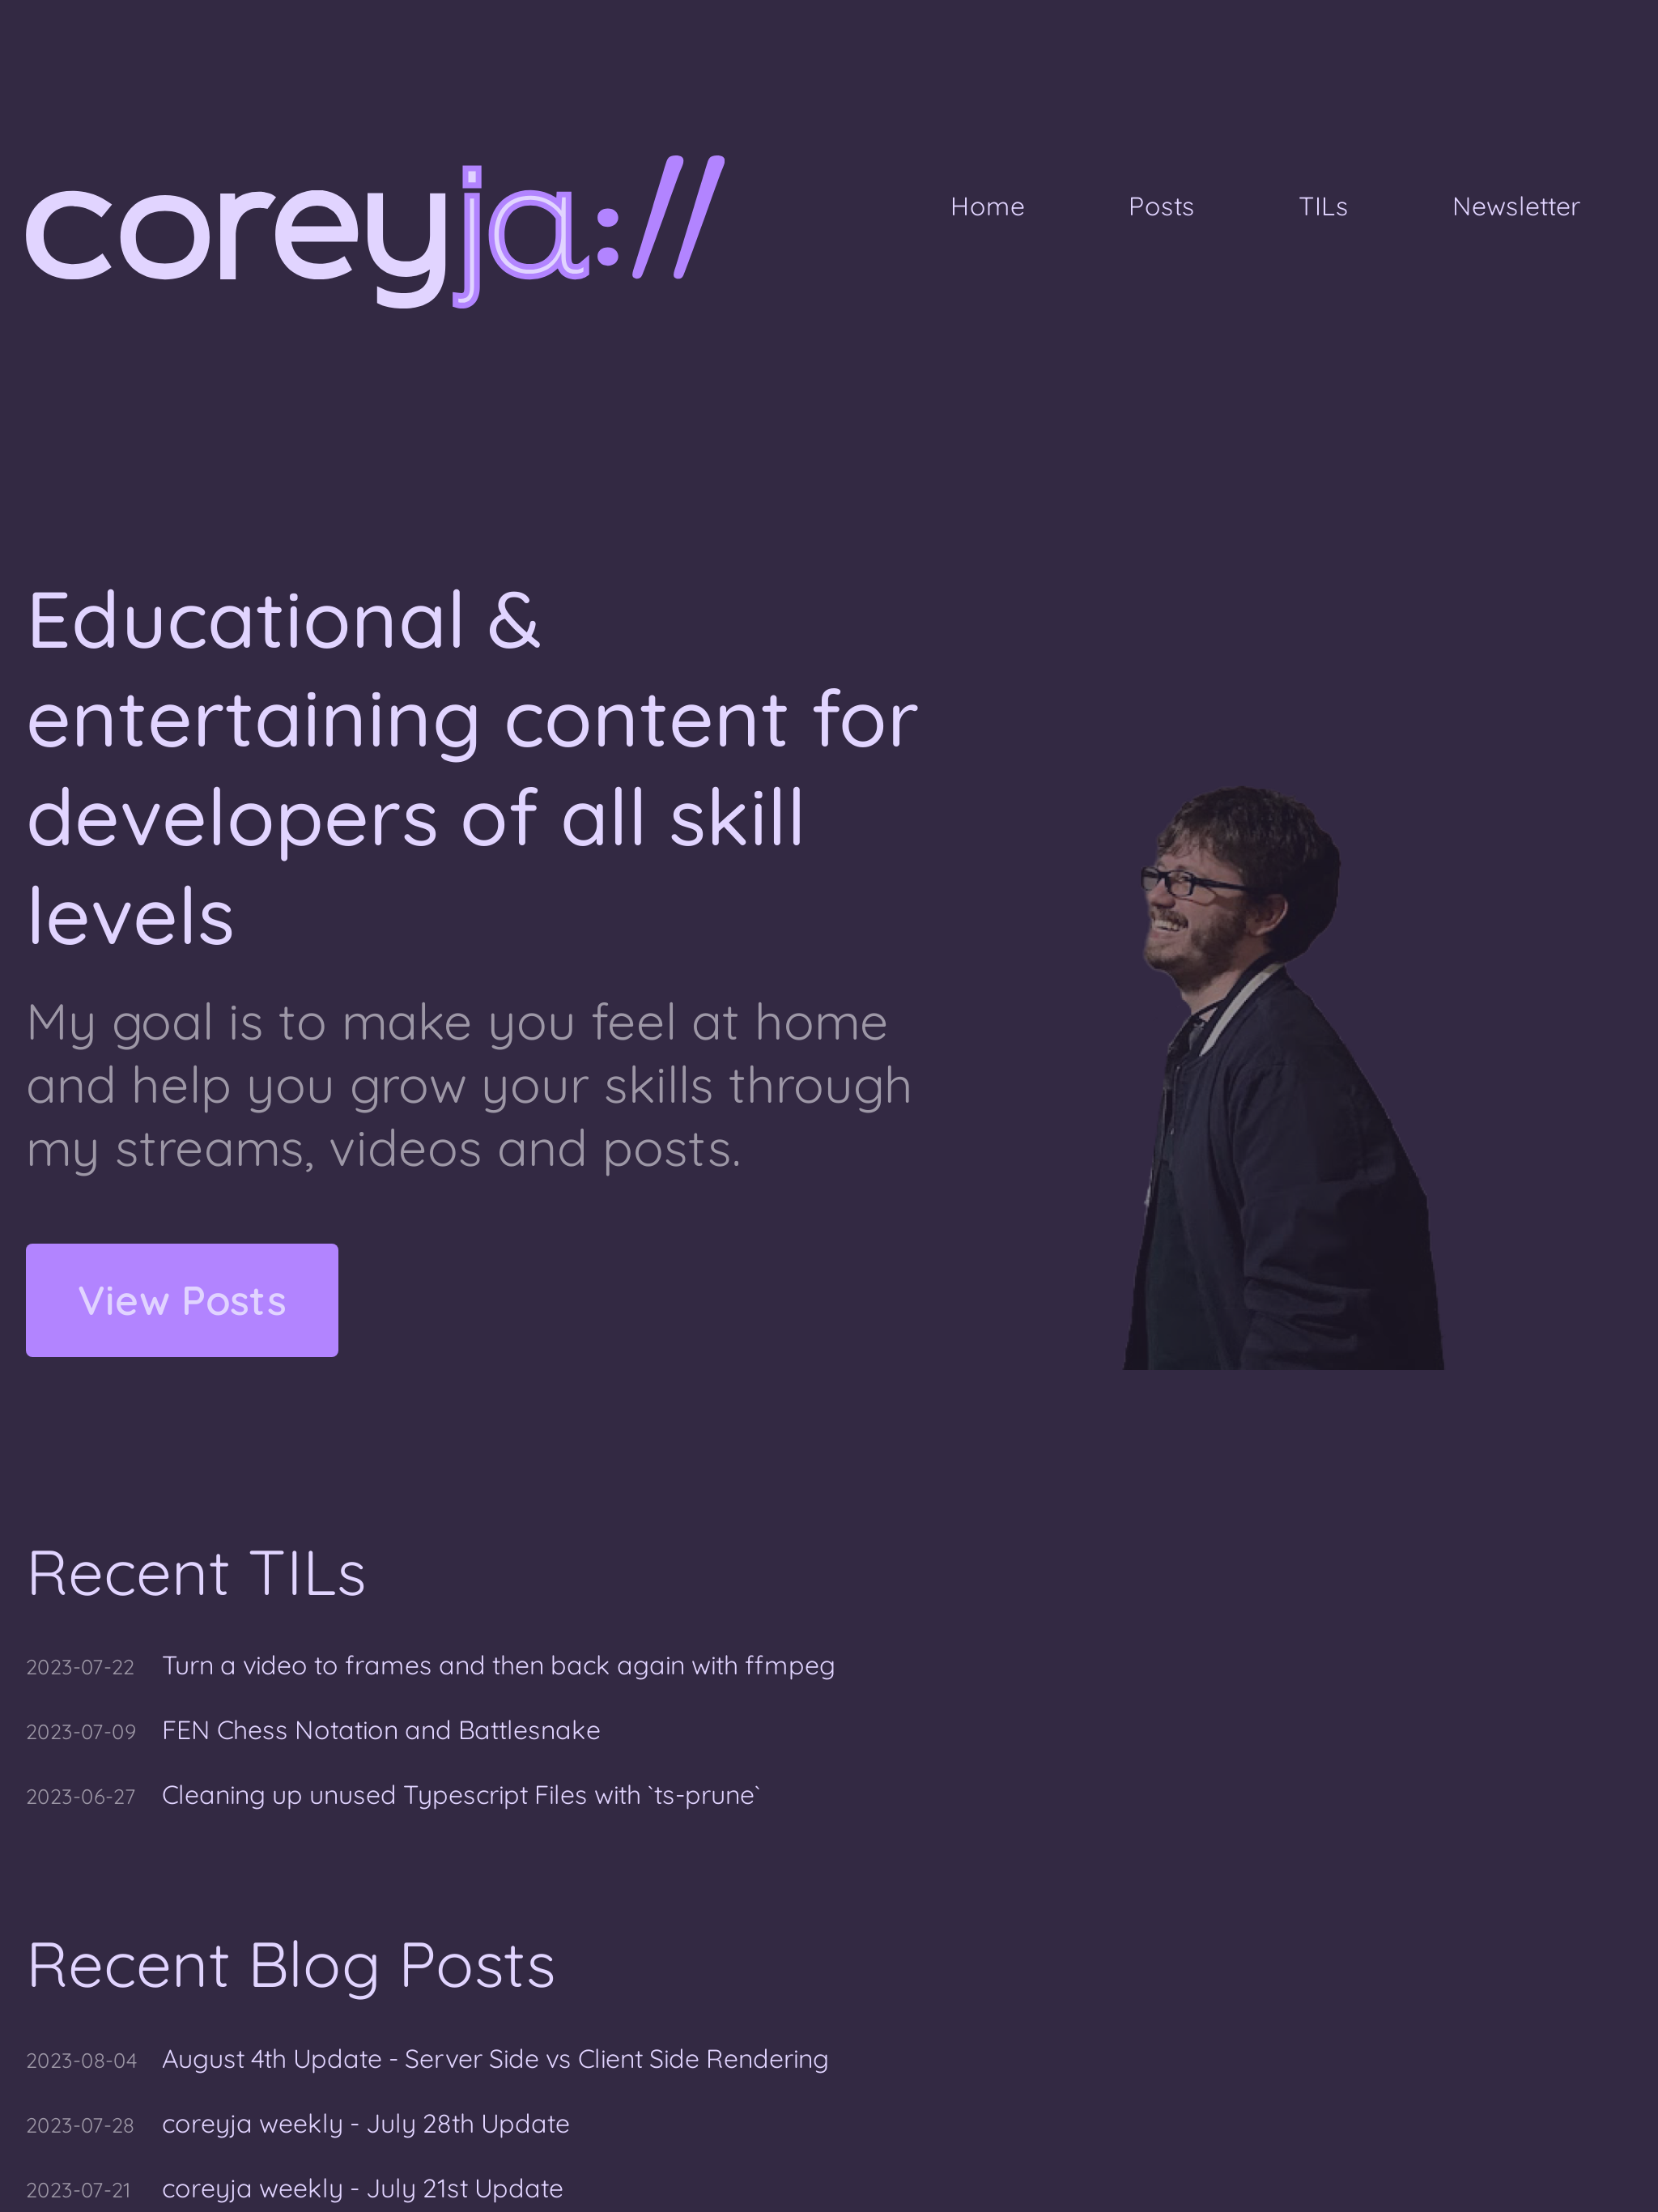 coreyja://
Home
Posts
TILs
Newsletter
Educational &
entertaining content for
developers of all skill
levels
My goal is to make you feel at home
and help you grow your skills through
my streams, videos and posts.
View Posts
Recent TILs
2023-07-22 Turn a video to frames and then back again with ffmpeg
2023-07-09 FEN Chess Notation and Battlesnake
2023-06-27 Cleaning up unused Typescript Files with `ts-prune`
Recent Blog Posts
2023-08-04 August 4th Update - Server Side vs Client Side Rendering
2023-07-28 coreyja weekly - July 28th Update
2023-07-21 coreyja weekly - July 21st Update